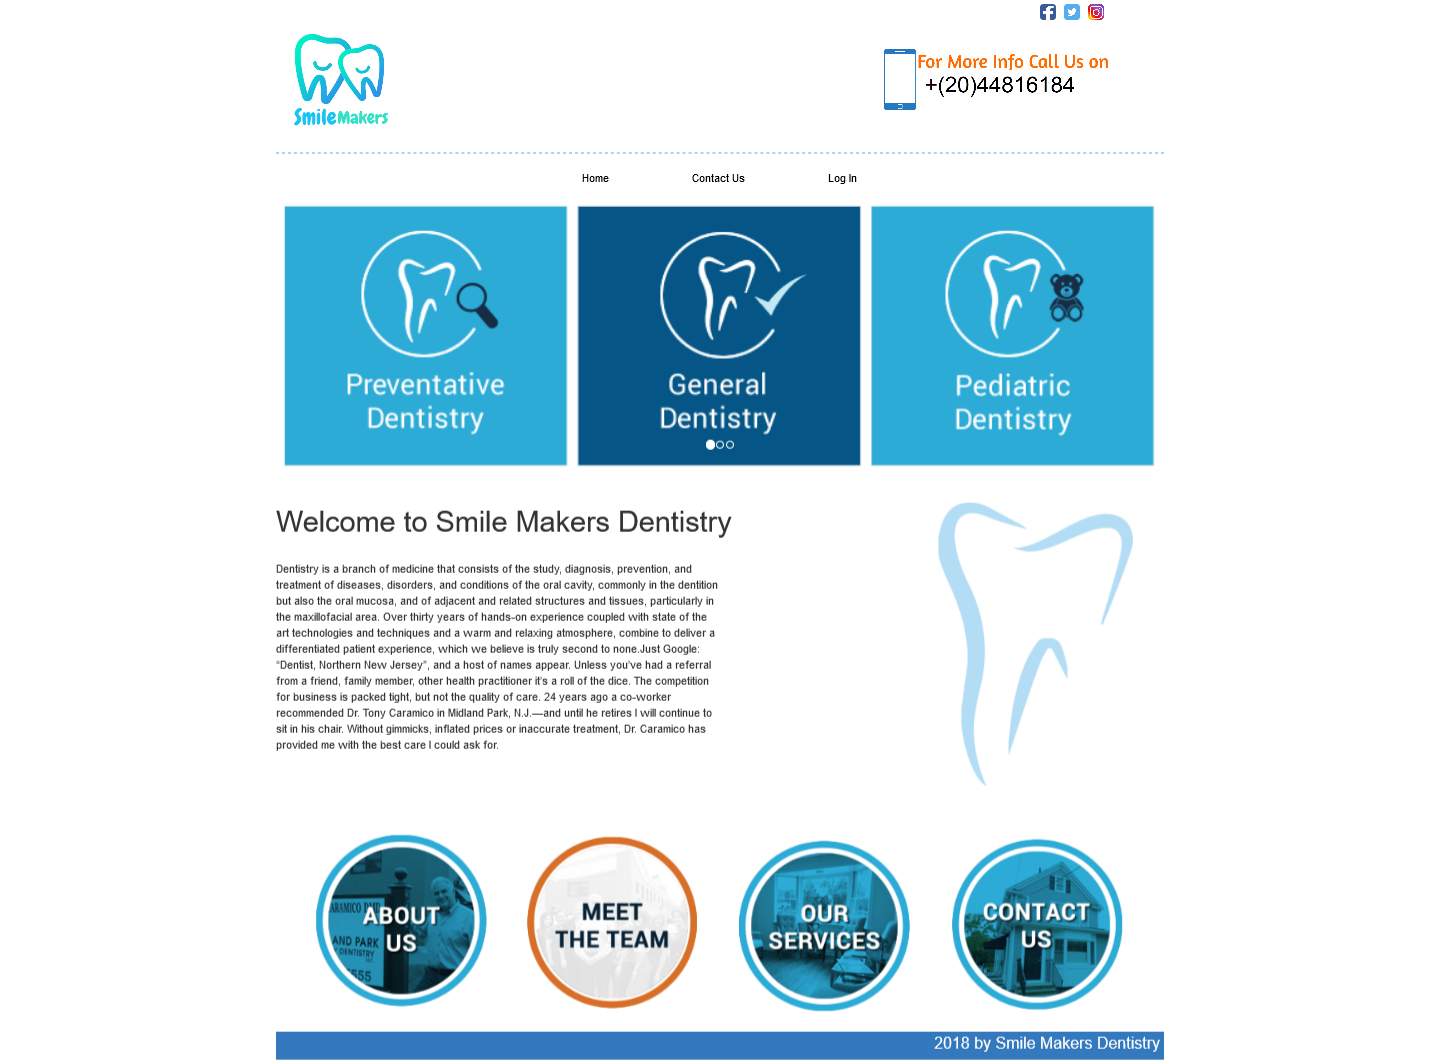 SmileMakers
For More Info Call Us on
+(20)44816184
Home
Contact Us
Log In
Preventative
Dentistry
General
Dentistry
Pediatric
Dentistry
Welcome to Smile Makers Dentistry
Dentistry is a branch of medicine that consists of the study, diagnosis, prevention, and
treatment of diseases, disorders, and conditions of the oral cavity, commonly in the dentition
but also the oral mucosa, and of adjacent and related structures and tissues, particularly in
the maxillofacial area. Over thirty years of hands-on experience coupled with state of the
art technologies and techniques and a warm and relaxing atmosphere, combine to deliver a
differentiated patient experience, which we believe is truly second to none.Just Google:
“Dentist, Northern New Jersey”, and a host of names appear. Unless you’ve had a referral
from a friend, family member, other health practitioner it’s a roll of the dice. The competition
for business is packed tight, but not the quality of care. 24 years ago a co-worker
recommended Dr. Tony Caramico in Midland Park, N.J.—and until he retires I will continue to
sit in his chair. Without gimmicks, inflated prices or inaccurate treatment, Dr. Caramico has
provided me with the best care I could ask for.
ARAMICO DMD
AND PARK
DENTISTRY
555
ABOUT
US
MEET
THE TEAM
OUR
SERVICES
CONTACT
US
2018 by Smile Makers Dentistry